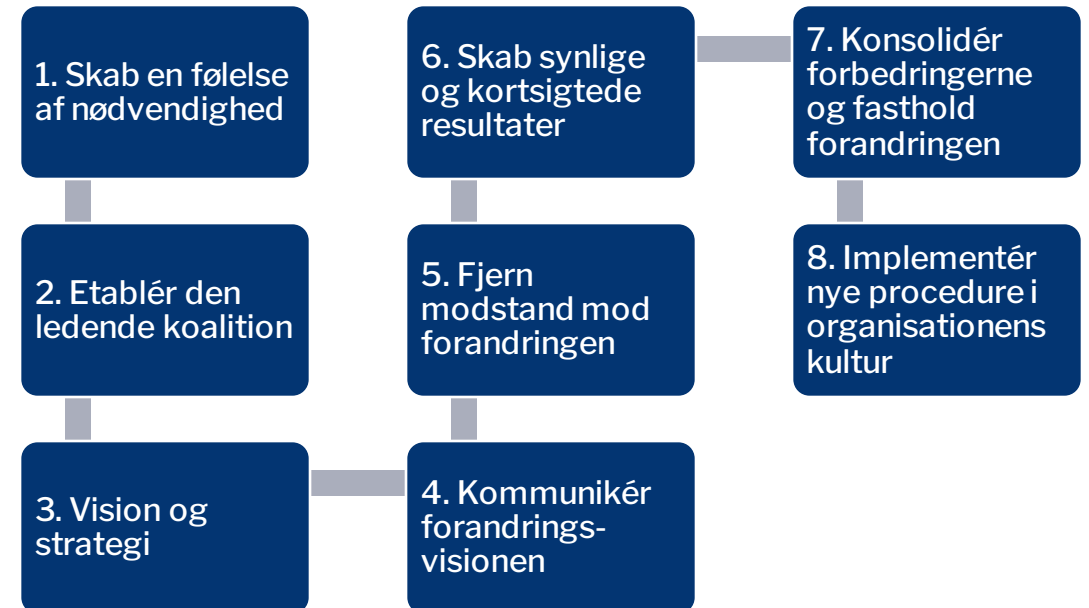 1. Skab en følelse
af nødvendighed
2. Etablér den
ledende koalition
3. Vision og
strategi
4. Kommunikér
forandrings-
visionen
5. Fjern
modstand mod
forandringen
6. Skab synlige
og kortsigtede
resultater
7. Konsolidér
forbedringerne
og fasthold
forandringen
8. Implementér
nye procedure i
organisationens
kultur